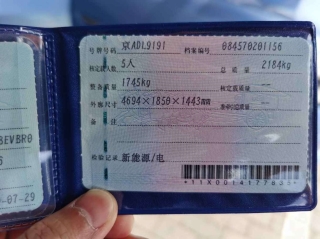 号牌号码 京ADL9191 档案编号 084570201156
核定载人数 5人 总质量 2184kg
整备质量 1745kg 核定载质量
外廓尺寸 4694×1850×1443mm 准牵引总质量
备注
检验记录 新能源/电
BEVBR0
6
-07-29